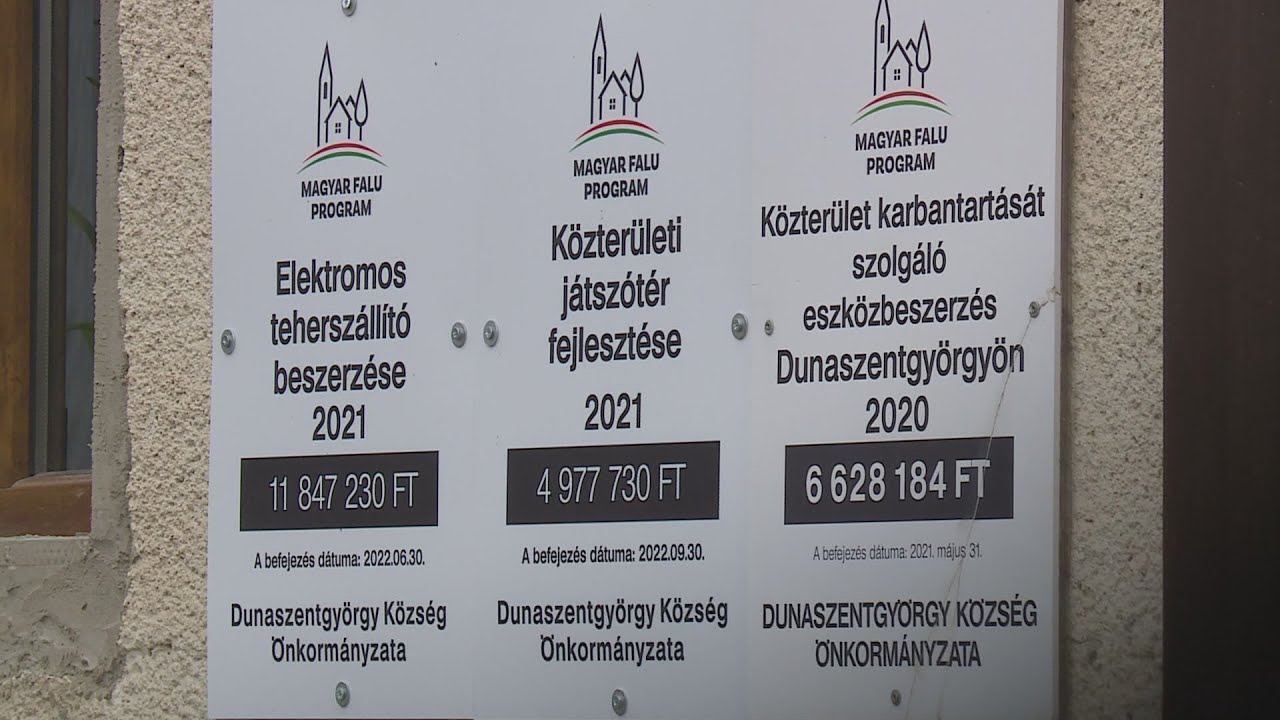 MAGYAR FALU
PROGRAM
Elektromos
teherszállító
beszerzése
2021
11 847 230 FT
A befejezés dátuma: 2022.06.30.
Dunaszentgyörgy Község
Önkormányzata
MAGYAR FALU
PROGRAM
Közterületi
játszótér
fejlesztése
2021
4 977 730 FT
A befejezés dátuma: 2022.09.30.
Dunaszentgyörgy Község
Önkormányzata
MAGYAR FALU
PROGRAM
Közterület karbantartását
szolgáló
eszközbeszerzés
Dunaszentgyörgyön
2020
6 628 184 FT
A befejezés dátuma: 2021. május 31.
DUNASZENTGYÖRGY KÖZSÉG
ÖNKORMÁNYZATA